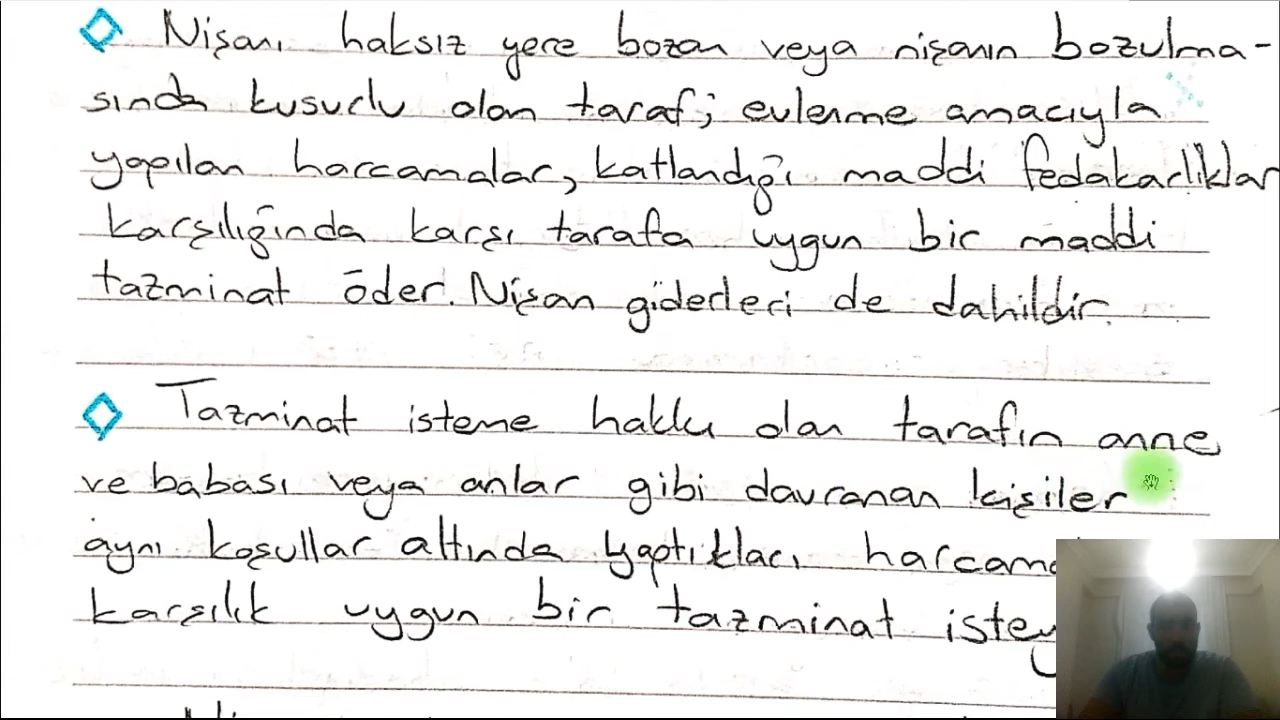 Nişanı haksız yere bozan veya nişanın bozulma-
sında kusurlu olan taraf; evlenme amacıyla
yapılan harcamalar, katlandığı maddi fedakarlıklar
karşılığında karşı tarafa uygun bir maddi
tazminat öder. Nişan giderleri de dahildir.
Tazminat isteme hakkı olan tarafın anne
ve babası veya onlar gibi davranan kişiler
aynı koşullar altında yaptıkları
karşılık uygun bir tazminat